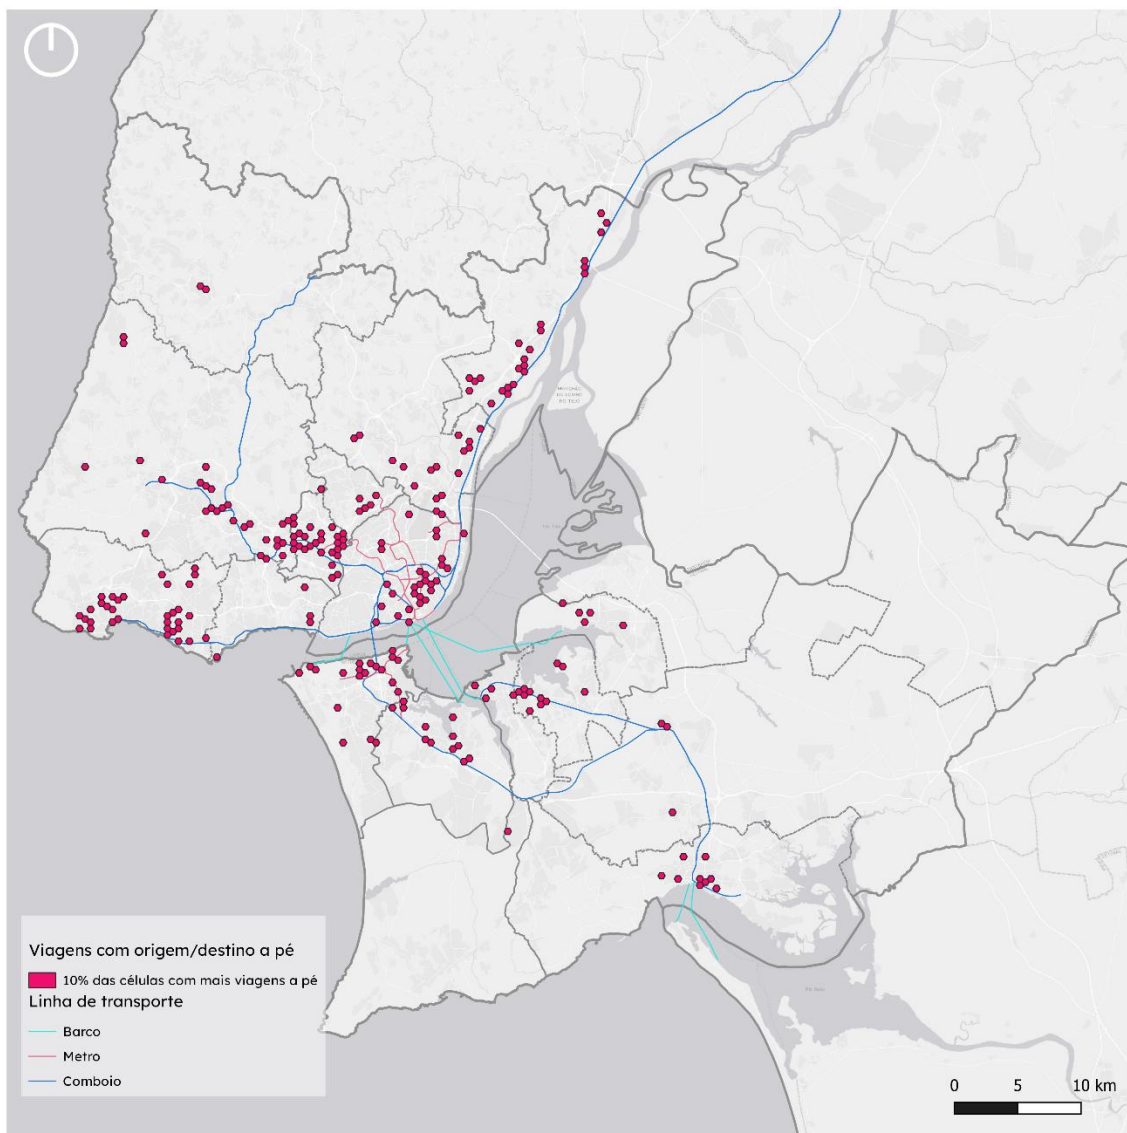 Viagens com origem/destino a pé
10% das células com mais viagens a pé
Linha de transporte
Barco
Metro
Comboio
0 5 10 km